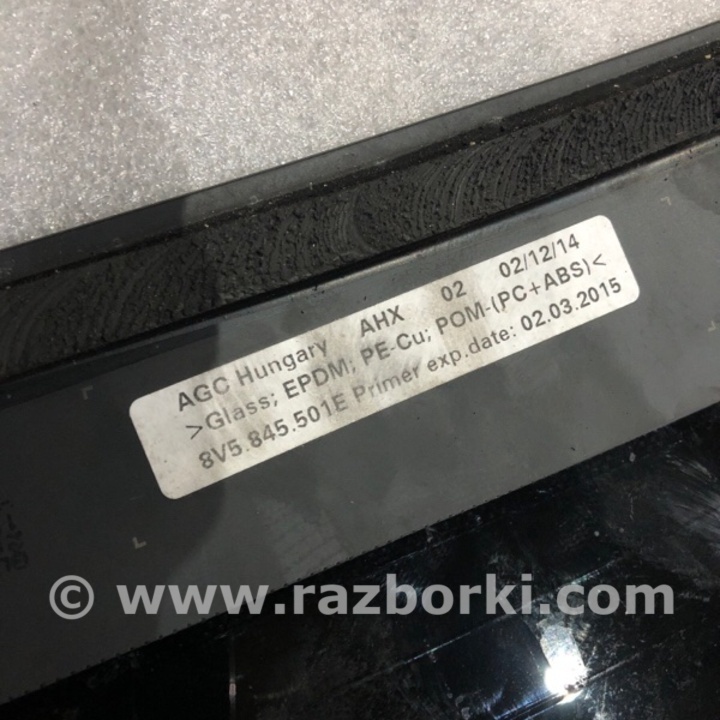 AGC Hungary AHX 02 02/12/14
>Glass; EPDM; PE-Cu; POM-(PC+ABS)<
8V5.845.501E Primer exp.date: 02.03.2015
© www.razborki.com